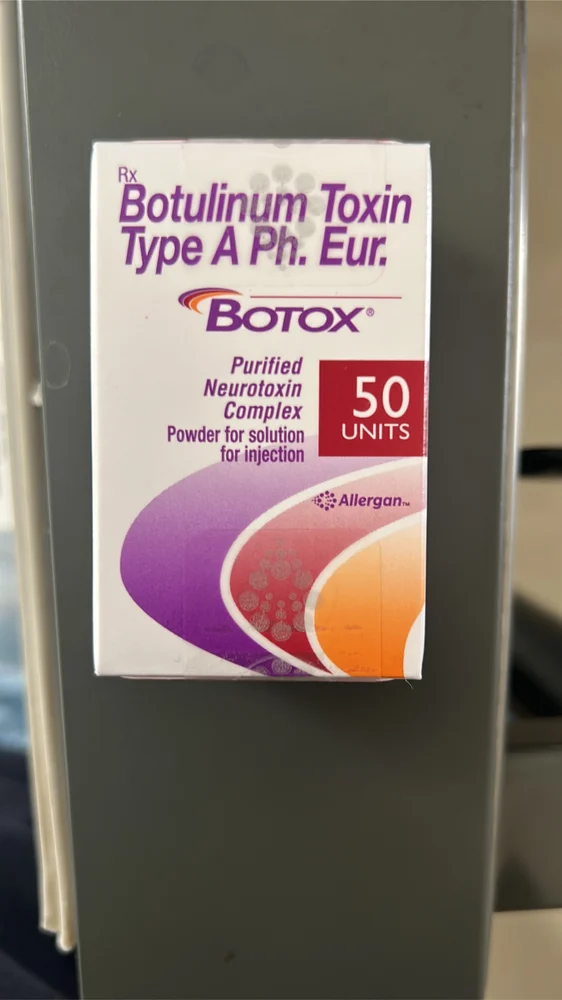 Rx
Botulinum Toxin
Type A Ph. Eur.
BOTOX®
Purified
Neurotoxin
Complex
Powder for solution
for injection
50
UNITS
Allergan™